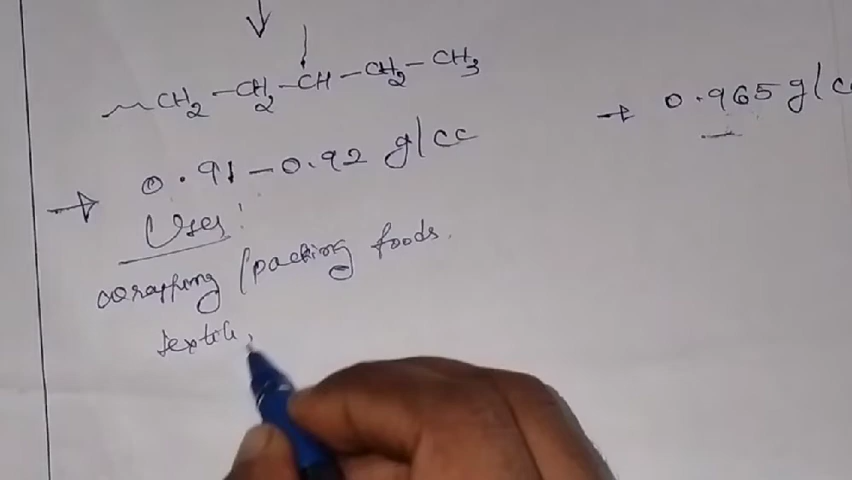 CH2 - CH2 - CH - CH2 - CH3
→ 0.91 - 0.92 g/cc
→ 0.965 g/c
Uses:
wrapping / packing foods.
textile,